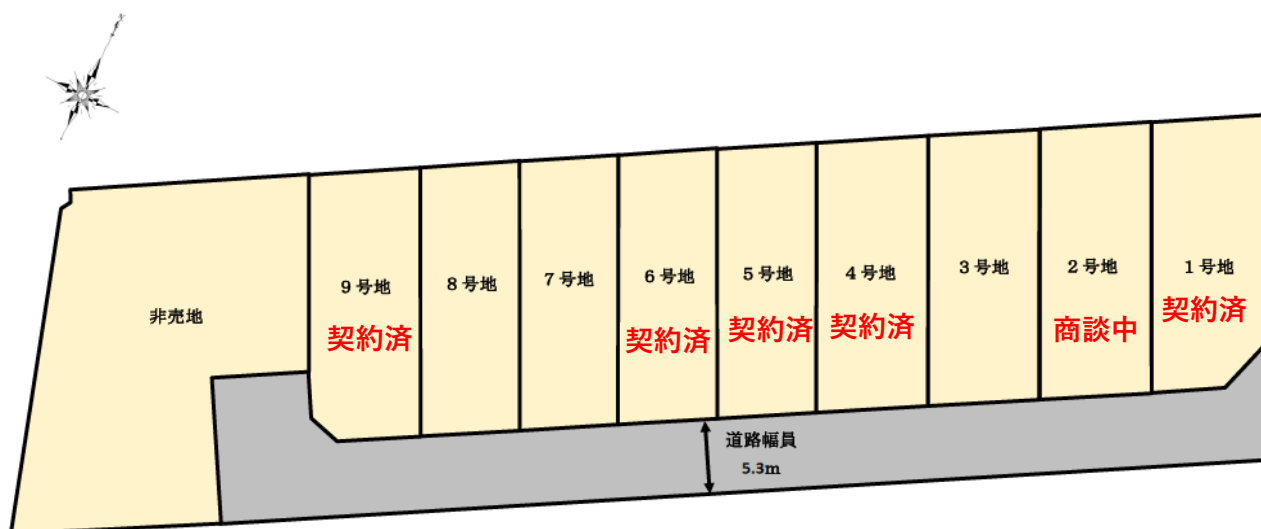 非売地
9号地
契約済
8号地
7号地
6号地
契約済
5号地
契約済
4号地
契約済
3号地
2号地
商談中
1号地
契約済
道路幅員
5.3m